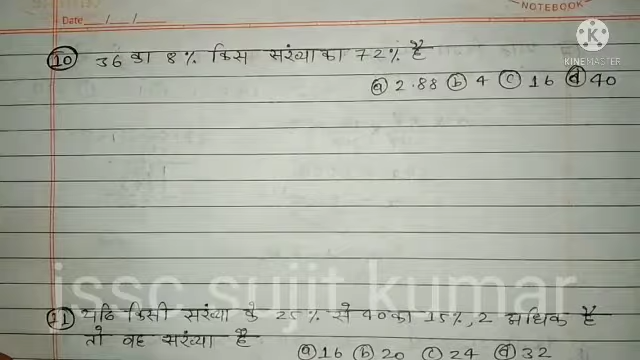 NOTEBOOK
Date / /
KINEMASTER
10 36 का 8% किस संख्या का 72% है
a 2.88 b 4 c 16 d 40
issc sujit kumar
11 यदि किसी संख्या के 25% से 40 का 15%, 2 अधिक है
तो वह संख्या है
a 16 b 20 c 24 d 32